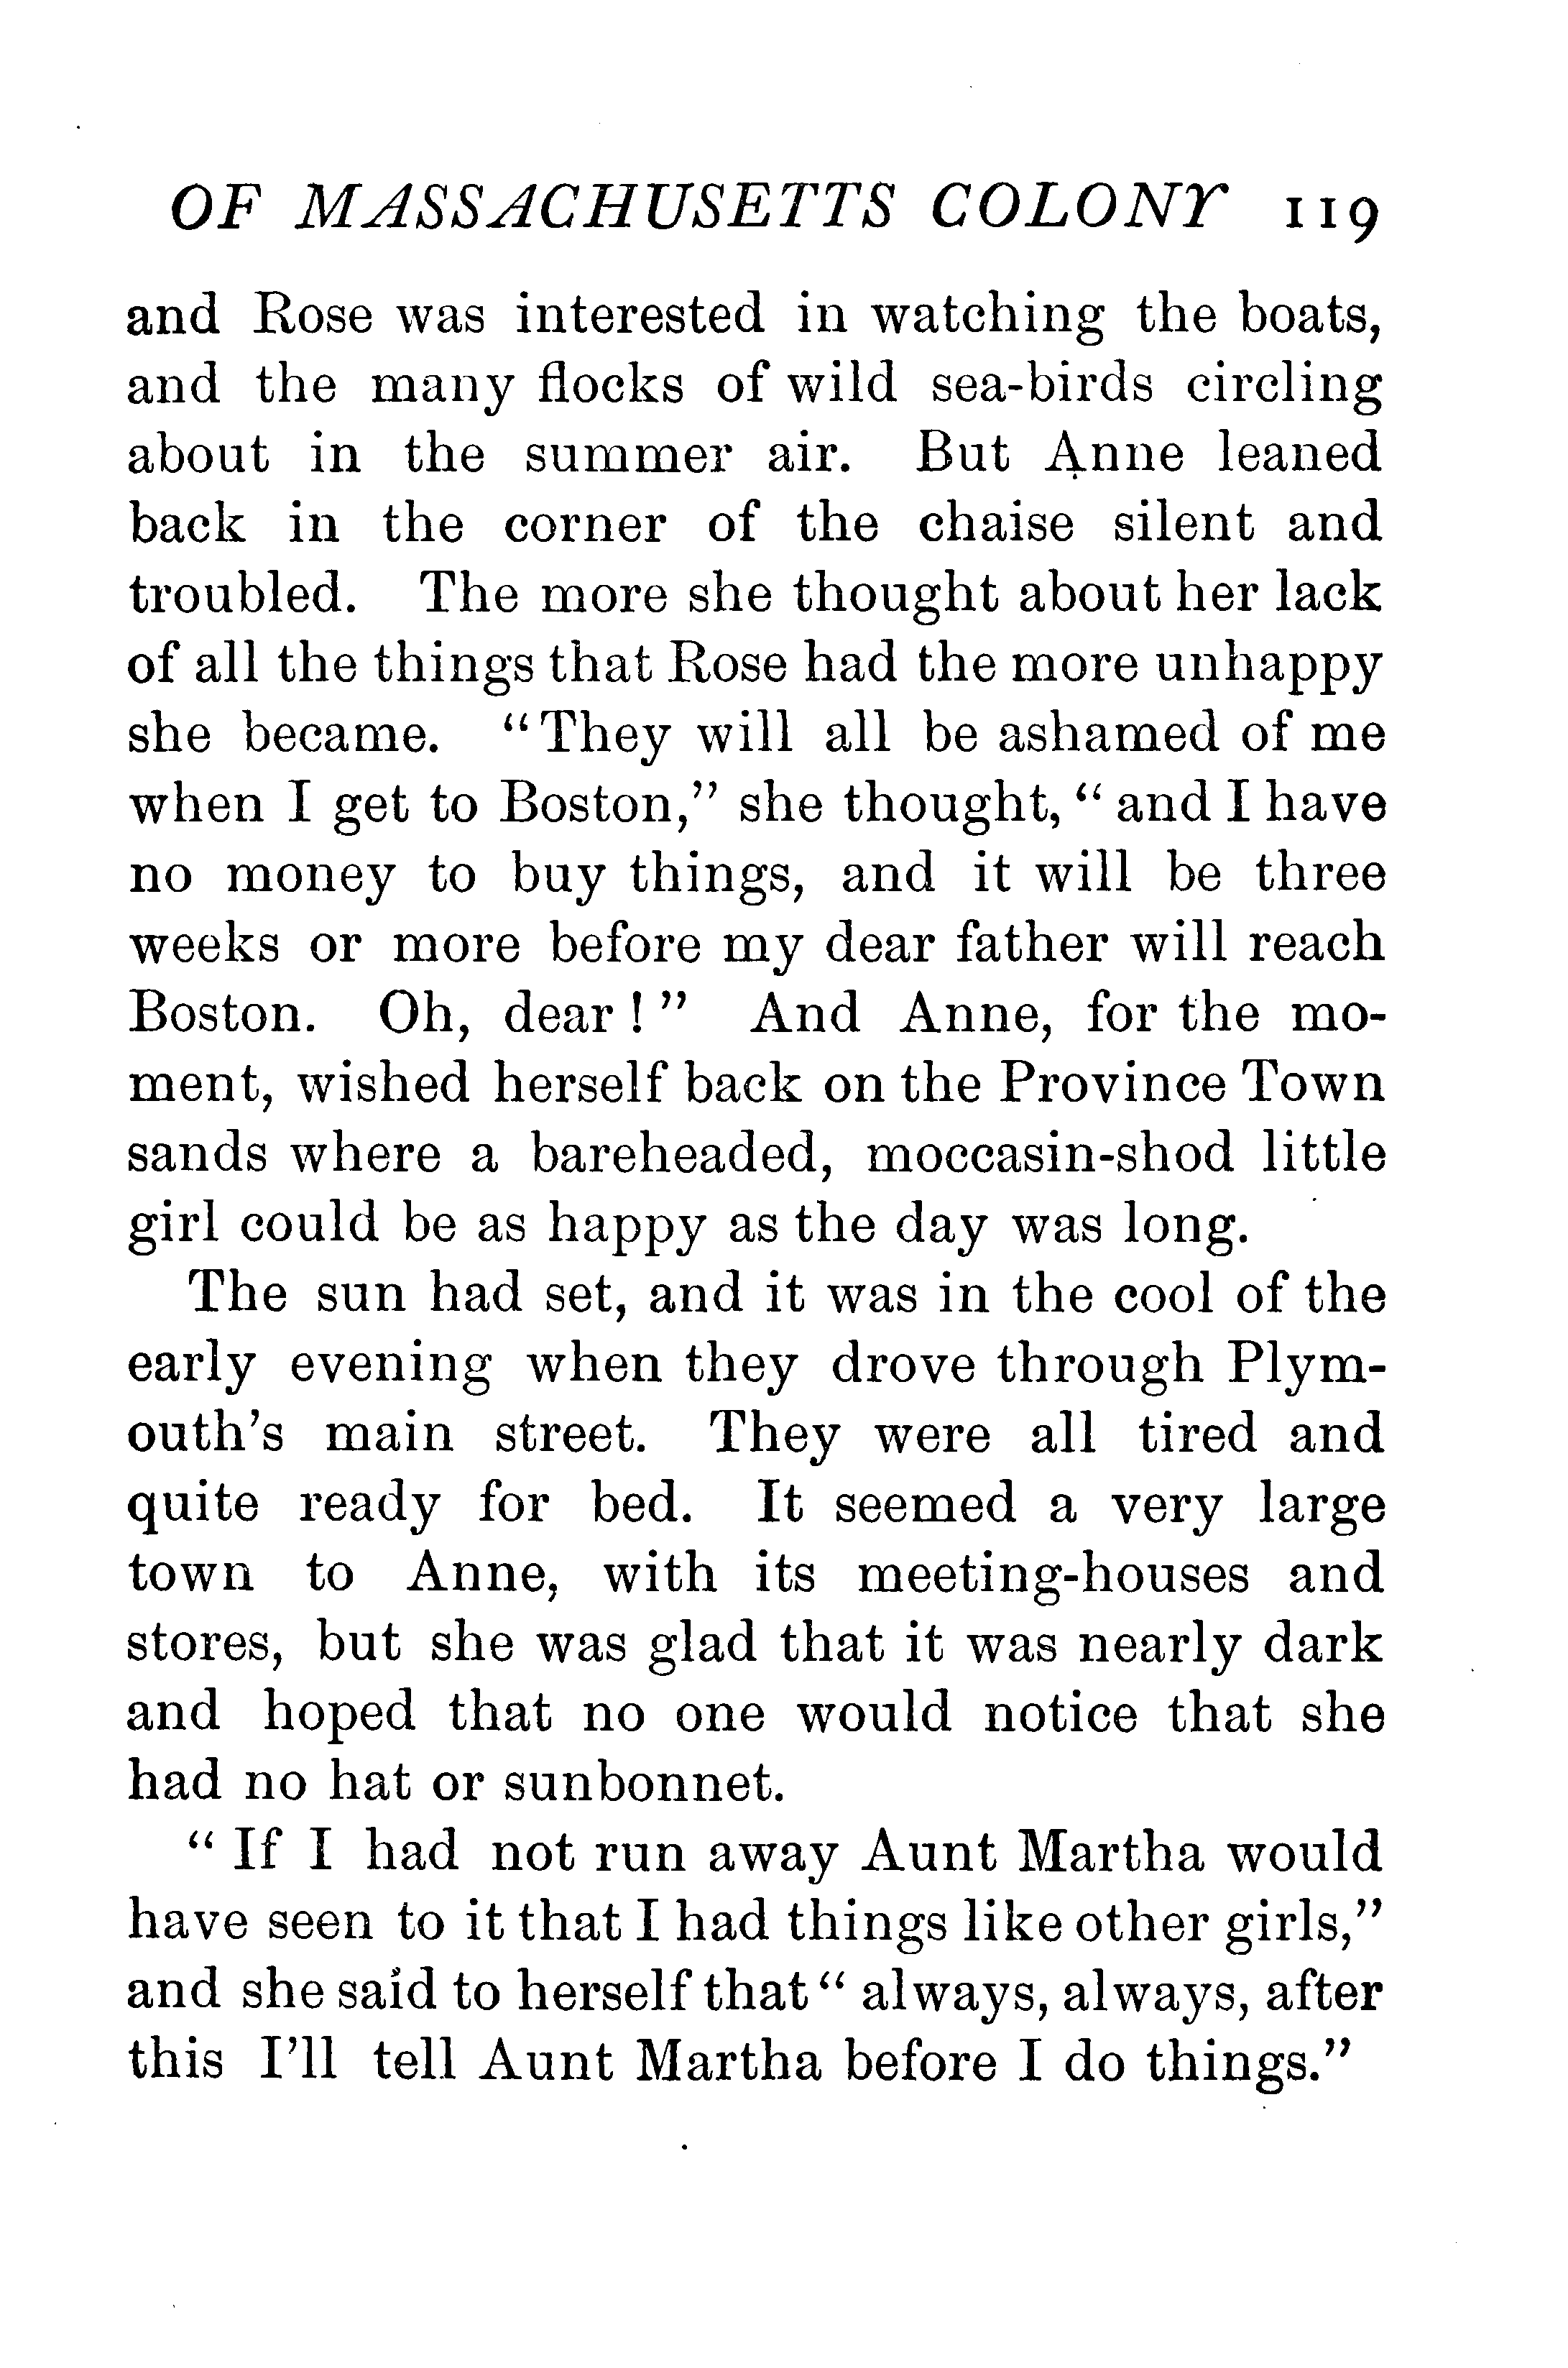 OF MASSACHUSETTS COLONY 119
and Rose was interested in watching the boats,
and the many flocks of wild sea-birds circling
about in the summer air. But Anne leaned
back in the corner of the chaise silent and
troubled. The more she thought about her lack
of all the things that Rose had the more unhappy
she became. “They will all be ashamed of me
when I get to Boston,” she thought, “ and I have
no money to buy things, and it will be three
weeks or more before my dear father will reach
Boston. Oh, dear ! ” And Anne, for the mo-
ment, wished herself back on the Province Town
sands where a bareheaded, moccasin-shod little
girl could be as happy as the day was long.
The sun had set, and it was in the cool of the
early evening when they drove through Plym-
outh’s main street. They were all tired and
quite ready for bed. It seemed a very large
town to Anne, with its meeting-houses and
stores, but she was glad that it was nearly dark
and hoped that no one would notice that she
had no hat or sunbonnet.
“ If I had not run away Aunt Martha would
have seen to it that I had things like other girls,”
and she said to herself that “ always, always, after
this I’ll tell Aunt Martha before I do things.”